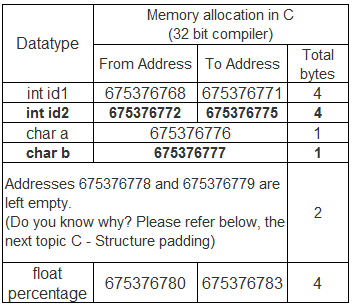 Datatype
Memory allocation in C
(32 bit compiler)
From Address
To Address
Total
bytes
int id1 675376768 675376771 4
int id2 675376772 675376775 4
char a 675376776 1
char b 675376777 1
Addresses 675376778 and 675376779 are
left empty.
(Do you know why? Please refer below, the
next topic C - Structure padding)
2
float
percentage
675376780 675376783 4